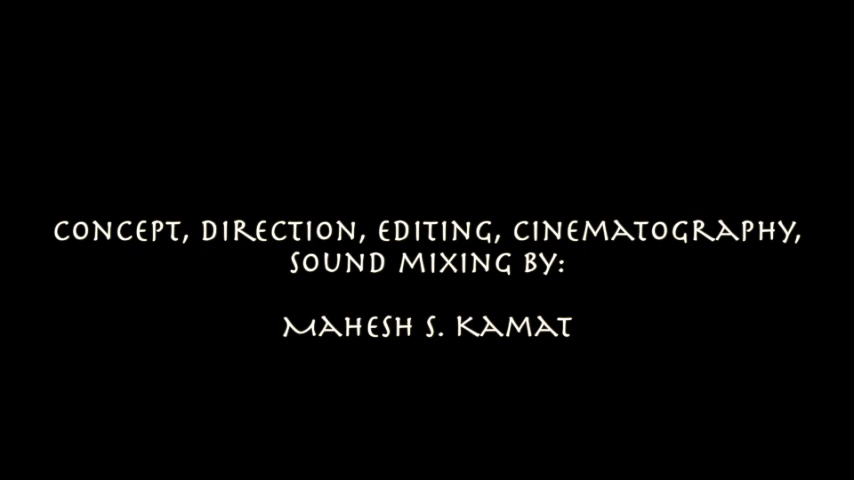 CONCEPT, DIRECTION, EDITING, CINEMATOGRAPHY,
SOUND MIXING BY:
MAHESH S. KAMAT